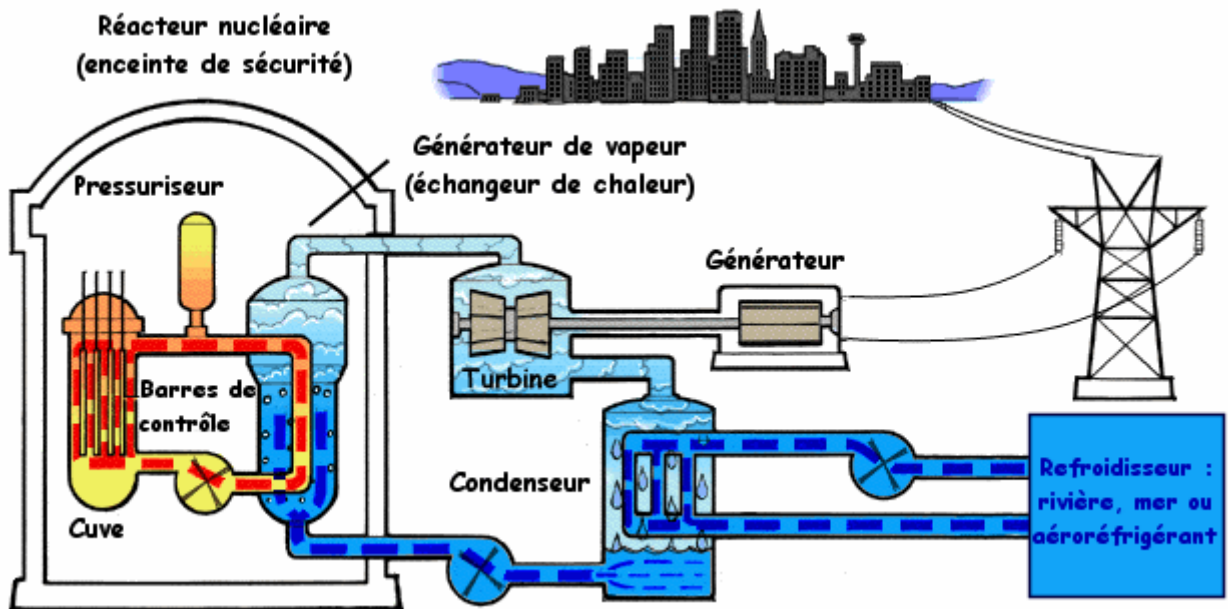 Réacteur nucléaire
(enceinte de sécurité)
Générateur de vapeur
(échangeur de chaleur)
Pressuriseur
Générateur
Turbine
Barres de
contrôle
Condenseur
Refroidisseur :
rivière, mer ou
aéroréfrigérant
Cuve